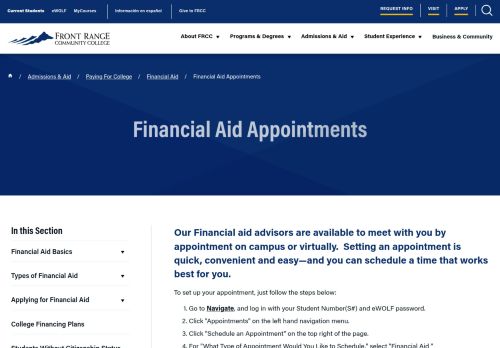 Current Students eWOLF MyCourses Información en español Give to FRCC REQUEST INFO VISIT APPLY
FRONT RANGE
COMMUNITY COLLEGE
About FRCC Programs & Degrees Admissions & Aid Student Experience Business & Community
/ Admissions & Aid / Paying For College / Financial Aid / Financial Aid Appointments
Financial Aid Appointments
In this Section
Financial Aid Basics
Types of Financial Aid
Applying for Financial Aid
College Financing Plans
Students Without Citizenship Status
Our Financial aid advisors are available to meet with you by
appointment on campus or virtually. Setting an appointment is
quick, convenient and easy—and you can schedule a time that works
best for you.
To set up your appointment, just follow the steps below:
1. Go to Navigate, and log in with your Student Number(S#) and eWOLF password.
2. Click "Appointments" on the left hand navigation menu.
3. Click "Schedule an Appointment" on the top right of the page.
4. For "What Type of Appointment Would You Like to Schedule," select "Financial Aid."